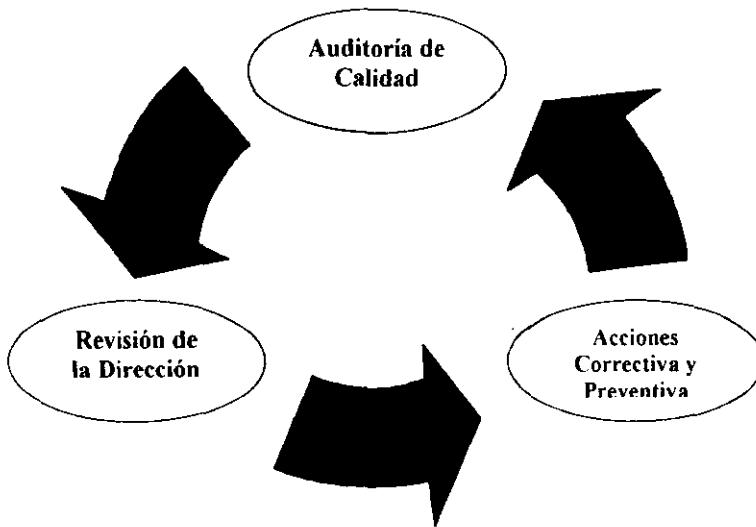 Auditoría de
Calidad
Revisión de
la Dirección
Acciones
Correctiva y
Preventiva